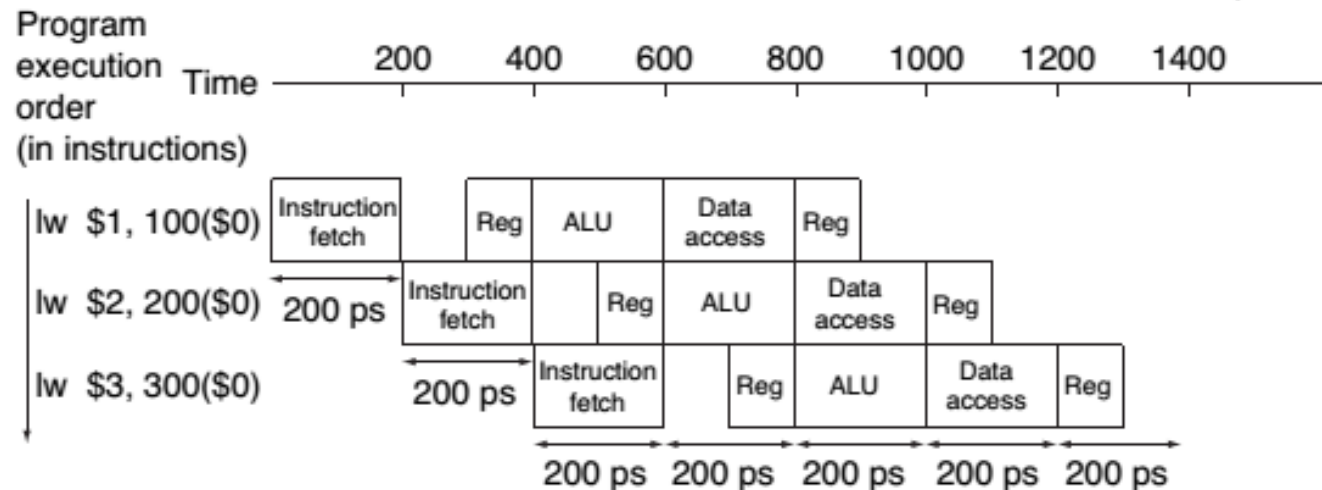 Program
execution
order
(in instructions)
Time
200 400 600 800 1000 1200 1400
lw $1, 100($0)
Instruction
fetch
Reg
ALU
Data
access
Reg
lw $2, 200($0)
200 ps
Instruction
fetch
Reg
ALU
Data
access
Reg
lw $3, 300($0)
200 ps
Instruction
fetch
Reg
ALU
Data
access
Reg
200 ps 200 ps 200 ps 200 ps 200 ps